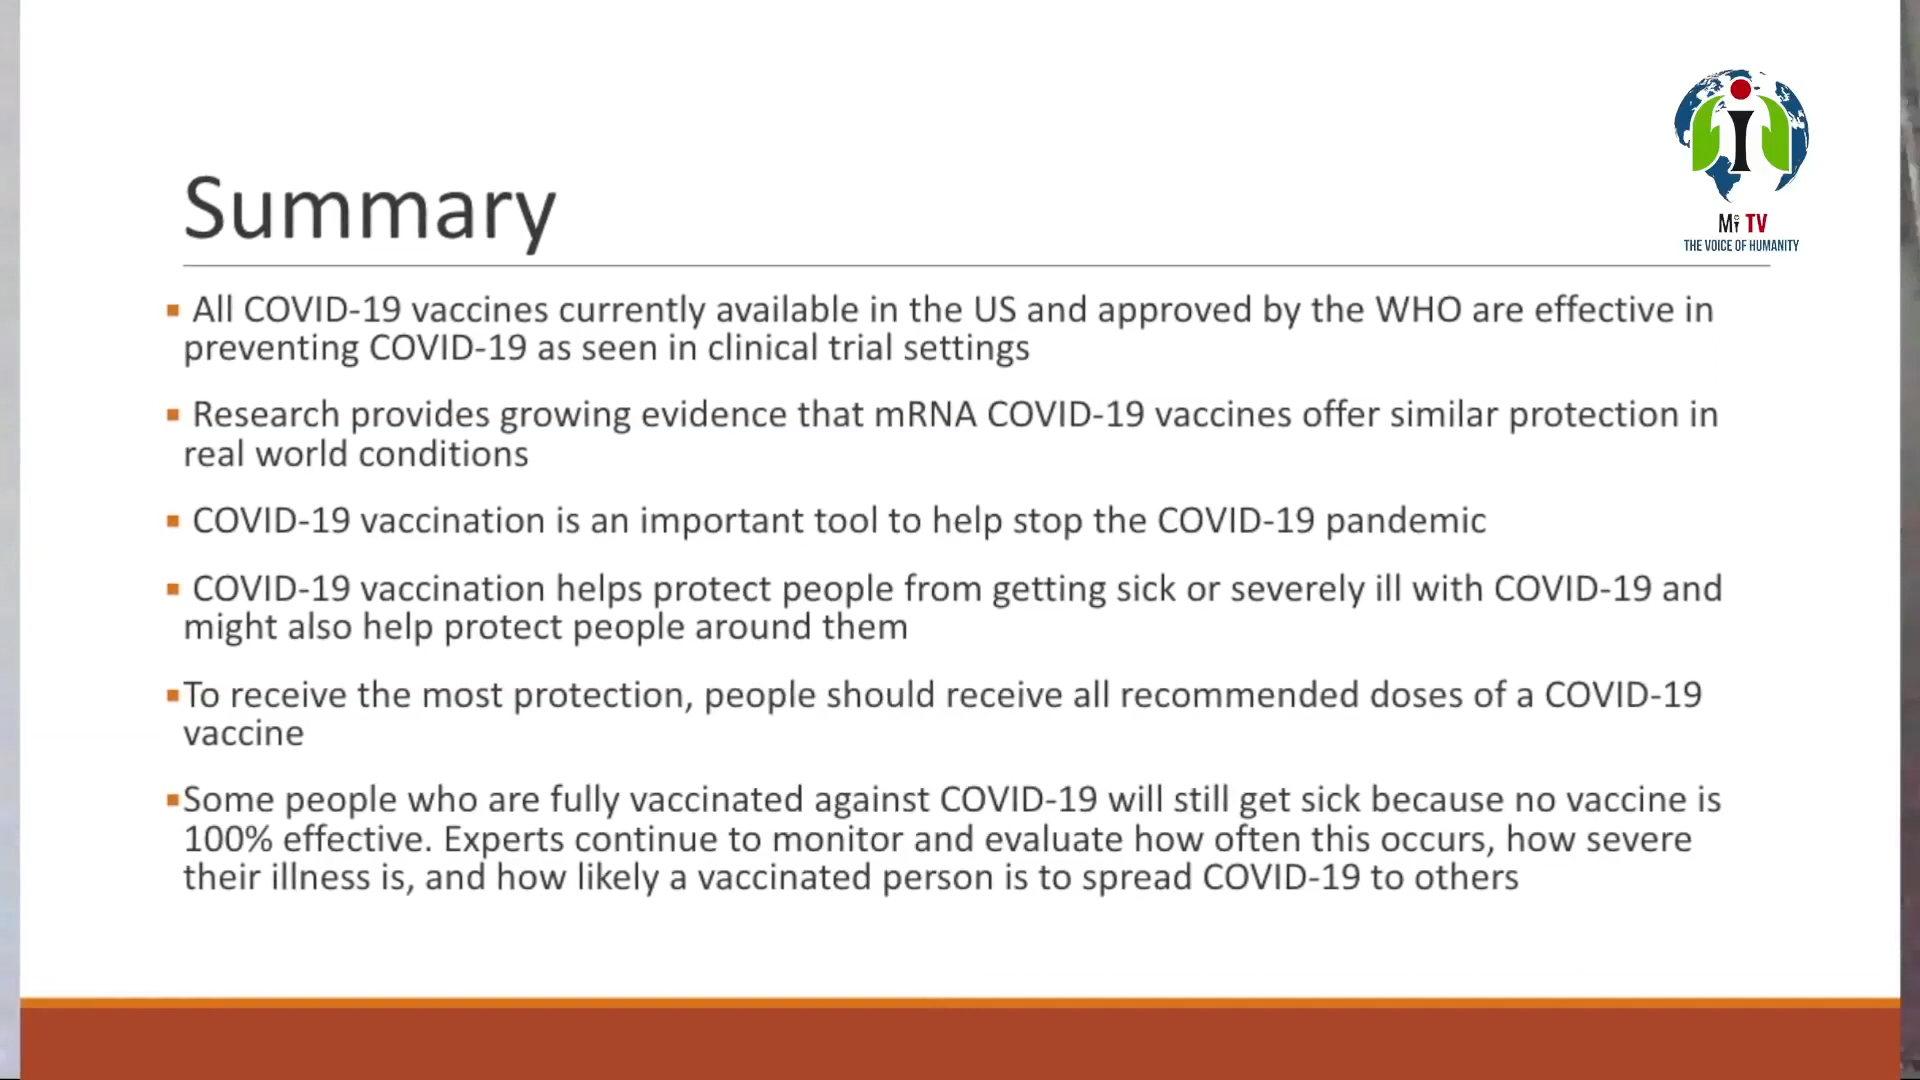 Summary
▪ All COVID-19 vaccines currently available in the US and approved by the WHO are effective in
preventing COVID-19 as seen in clinical trial settings
▪ Research provides growing evidence that mRNA COVID-19 vaccines offer similar protection in
real world conditions
▪ COVID-19 vaccination is an important tool to help stop the COVID-19 pandemic
▪ COVID-19 vaccination helps protect people from getting sick or severely ill with COVID-19 and
might also help protect people around them
▪To receive the most protection, people should receive all recommended doses of a COVID-19
vaccine
▪Some people who are fully vaccinated against COVID-19 will still get sick because no vaccine is
100% effective. Experts continue to monitor and evaluate how often this occurs, how severe
their illness is, and how likely a vaccinated person is to spread COVID-19 to others
TV
THE VOICE OF HUMANITY